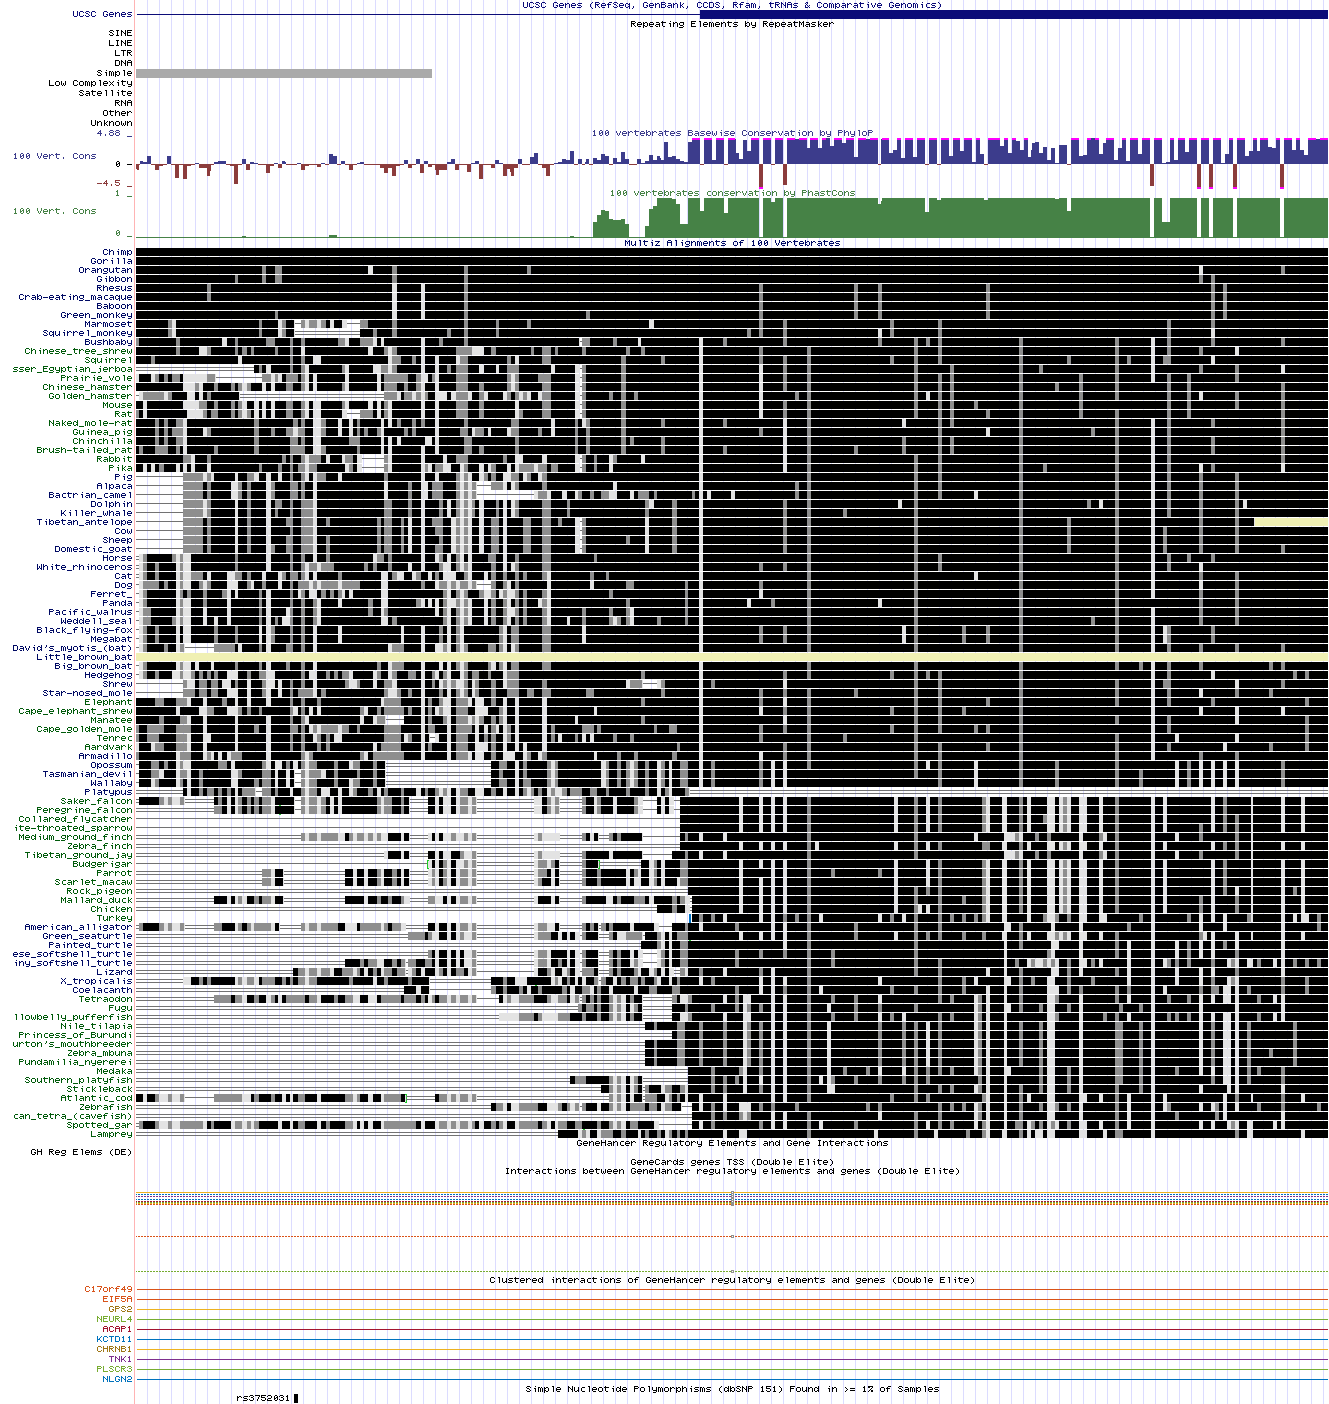 UCSC Genes (RefSeq, GenBank, CCDS, Rfam, tRNAs & Comparative Genomics)
UCSC Genes
Repeating Elements by RepeatMasker
SINE
LINE
LTR
DNA
Simple
Low Complexity
Satellite
RNA
Other
Unknown
4.88 _
100 vertebrates Basewise Conservation by PhyloP
100 Vert. Cons
0 _
-4.5 _
1 _
100 vertebrates conservation by PhastCons
100 Vert. Cons
0 _
Multiz Alignments of 100 Vertebrates
Chimp
Gorilla
Orangutan
Gibbon
Rhesus
Crab-eating_macaque
Baboon
Green_monkey
Marmoset
Squirrel_monkey
Bushbaby
Chinese_tree_shrew
Squirrel
sser_Egyptian_jerboa
Prairie_vole
Chinese_hamster
Golden_hamster
Mouse
Rat
Naked_mole-rat
Guinea_pig
Chinchilla
Brush-tailed_rat
Rabbit
Pika
Pig
Alpaca
Bactrian_camel
Dolphin
Killer_whale
Tibetan_antelope
Cow
Sheep
Domestic_goat
Horse
White_rhinoceros
Cat
Dog
Ferret_
Panda
Pacific_walrus
Weddell_seal
Black_flying-fox
Megabat
David's_myotis_(bat)
Little_brown_bat
Big_brown_bat
Hedgehog
Shrew
Star-nosed_mole
Elephant
Cape_elephant_shrew
Manatee
Cape_golden_mole
Tenrec
Aardvark
Armadillo
Opossum
Tasmanian_devil
Wallaby
Platypus
Saker_falcon
Peregrine_falcon
Collared_flycatcher
ite-throated_sparrow
Medium_ground_finch
Zebra_finch
Tibetan_ground_jay
Budgerigar
Parrot
Scarlet_macaw
Rock_pigeon
Mallard_duck
Chicken
Turkey
American_alligator
Green_seaturtle
Painted_turtle
ese_softshell_turtle
iny_softshell_turtle
Lizard
X_tropicalis
Coelacanth
Tetraodon
Fugu
llowbelly_pufferfish
Nile_tilapia
Princess_of_Burundi
urton's_mouthbreeder
Zebra_mbuna
Pundamilia_nyererei
Medaka
Southern_platyfish
Stickleback
Atlantic_cod
Zebrafish
can_tetra_(cavefish)
Spotted_gar
Lamprey
GeneHancer Regulatory Elements and Gene Interactions
GH Reg Elems (DE)
GeneCards genes TSS (Double Elite)
Interactions between GeneHancer regulatory elements and genes (Double Elite)
Clustered interactions of GeneHancer regulatory elements and genes (Double Elite)
C17orf49
EIF5A
GPS2
NEURL4
ACAP1
KCTD11
CHRNB1
TNK1
PLSCR3
NLGN2
Simple Nucleotide Polymorphisms (dbSNP 151) Found in >= 1% of Samples
rs3752031